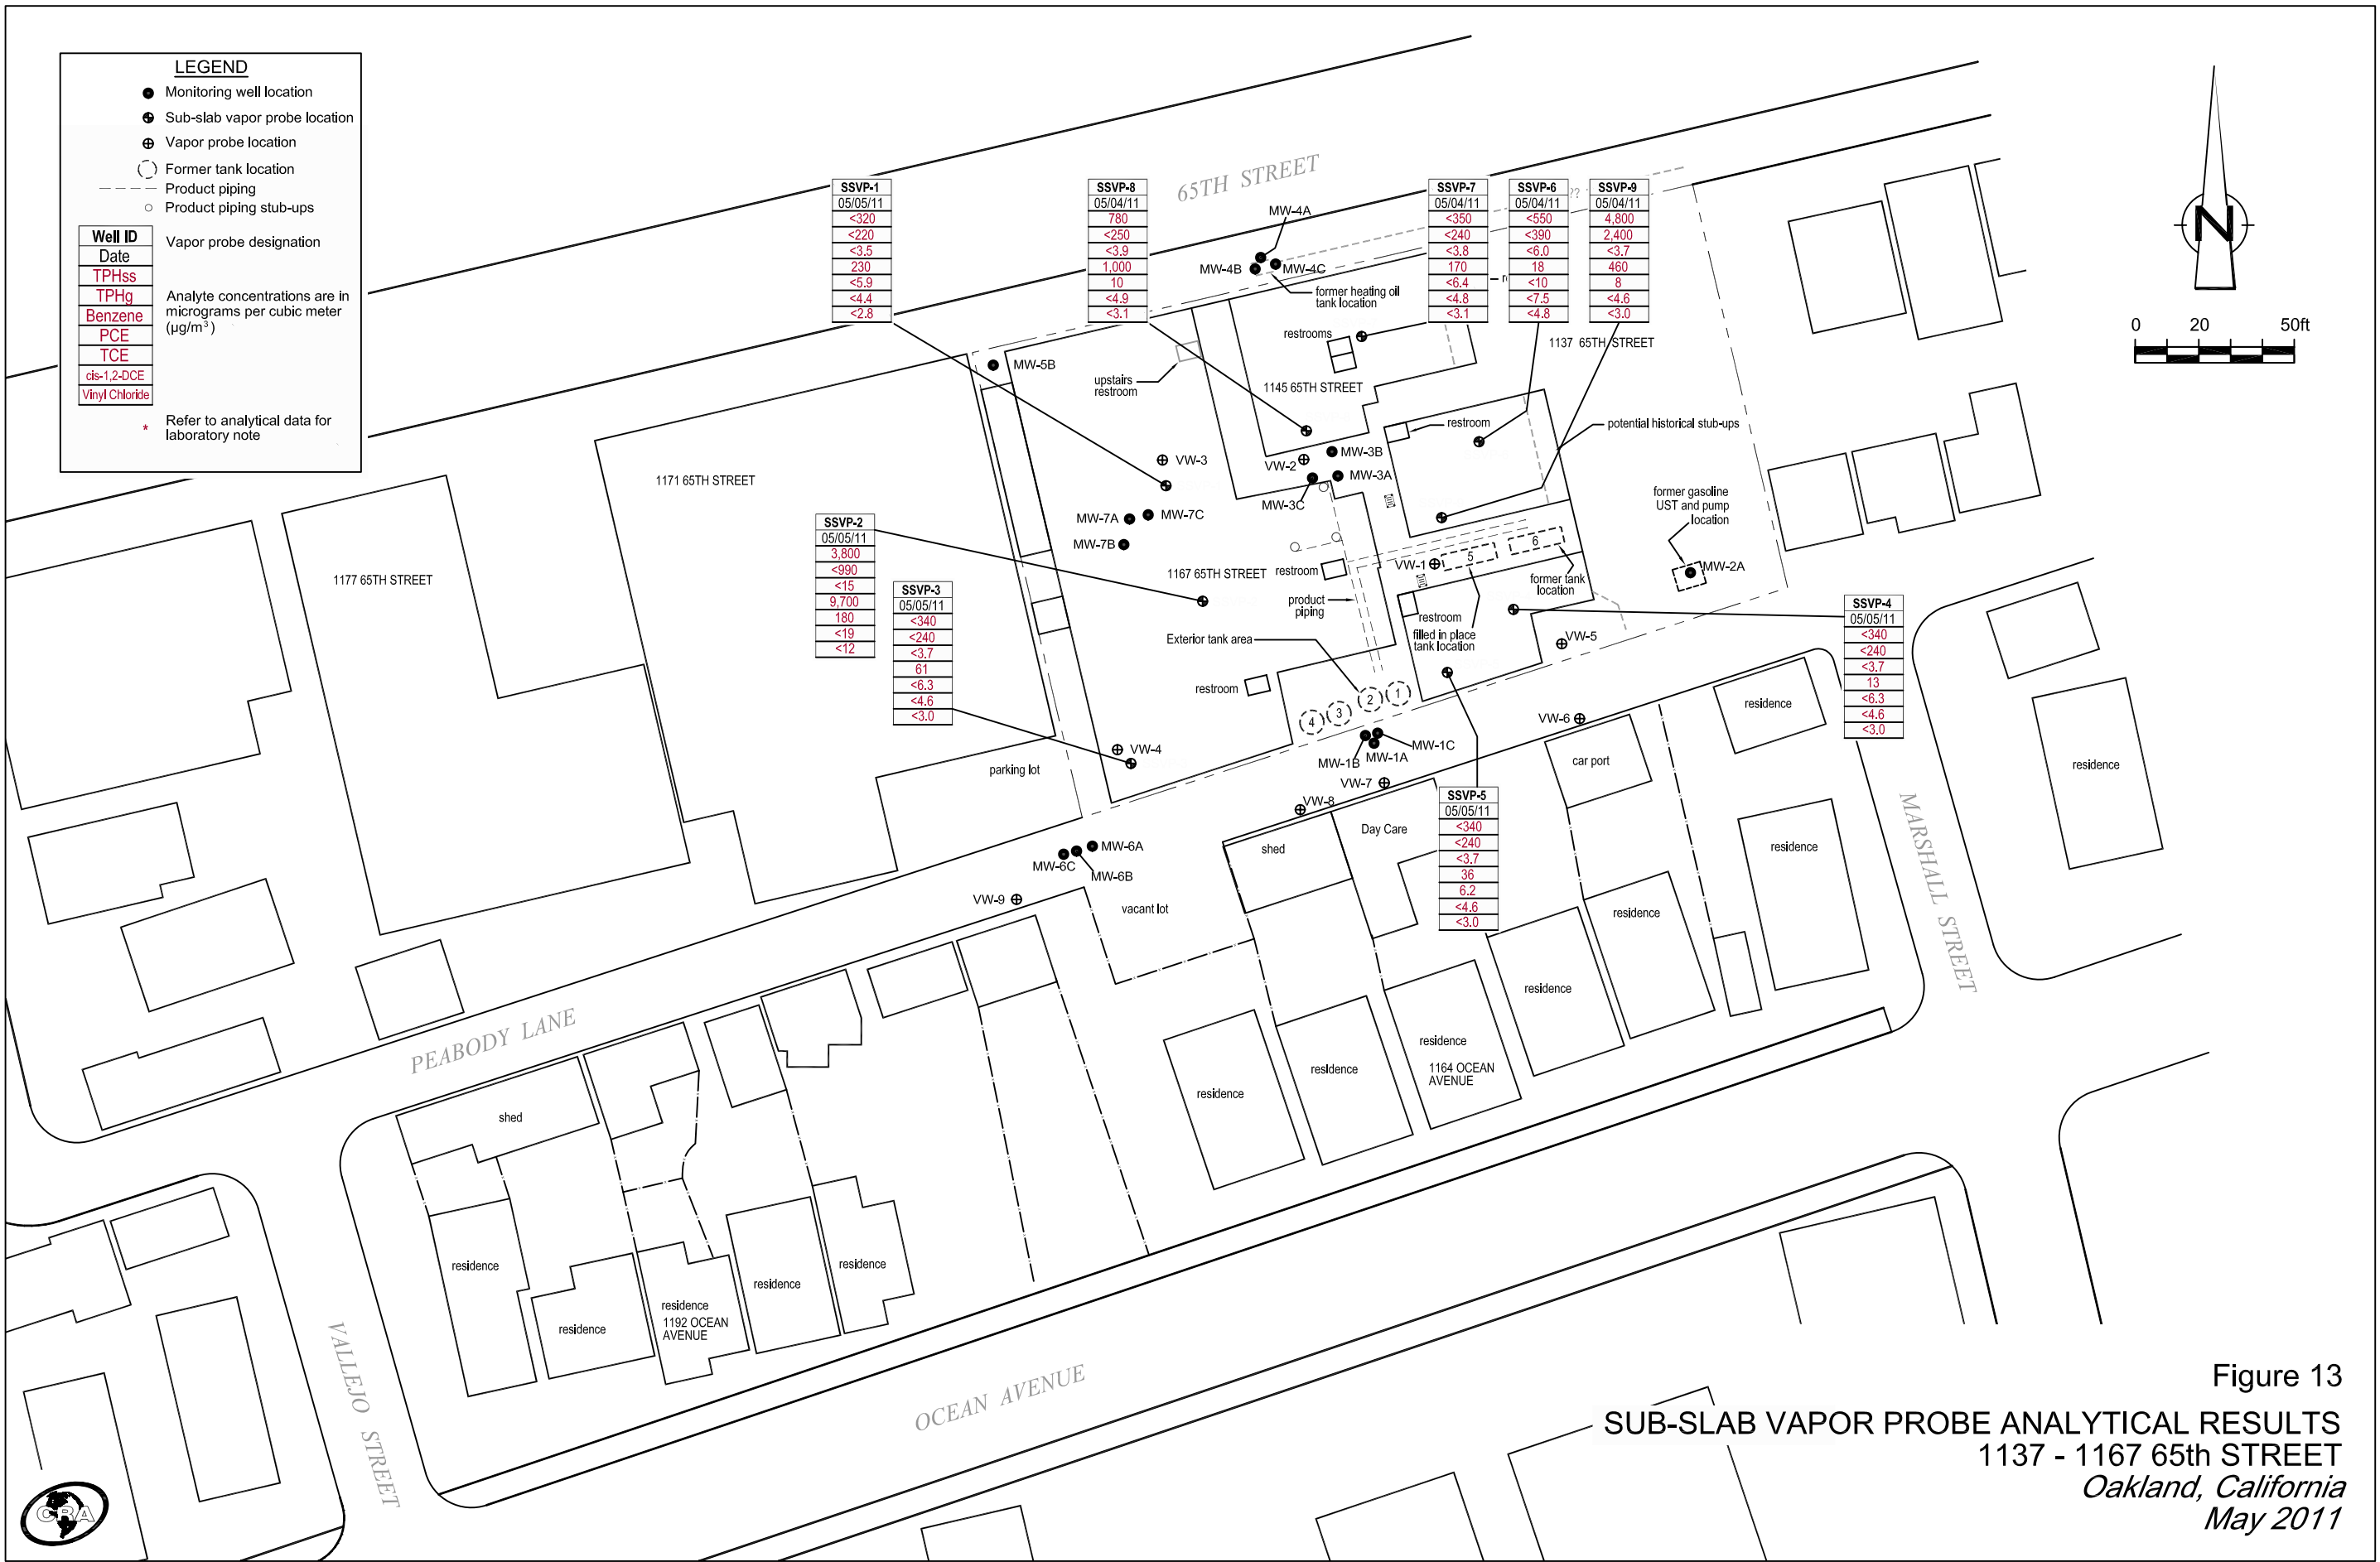 LEGEND
Monitoring well location
Sub-slab vapor probe location
Vapor probe location
Former tank location
Product piping
Product piping stub-ups
Well ID
Date
TPHss
TPHg
Benzene
PCE
TCE
cis-1,2-DCE
Vinyl Chloride
Vapor probe designation
Analyte concentrations are in
micrograms per cubic meter
(µg/m³)
* Refer to analytical data for
laboratory note
65TH STREET
SSVP-1
05/05/11
<320
<220
<3.5
230
<5.9
<4.4
<2.8
SSVP-8
05/04/11
780
<250
<3.9
1,000
10
<4.9
<3.1
SSVP-7
05/04/11
<350
<240
<3.8
170
<6.4
<4.8
<3.1
SSVP-6
05/04/11
<550
<390
<6.0
18
<10
<7.5
<4.8
??
SSVP-9
05/04/11
4,800
2,400
<3.7
460
8
<4.6
<3.0
N
0 20 50ft
MW-4A
MW-4B
MW-4C
former heating oil
tank location
restrooms
1137 65TH STREET
MW-5B
upstairs
restroom
1145 65TH STREET
restroom
potential historical stub-ups
VW-3
VW-2
MW-3B
MW-3A
MW-3C
1171 65TH STREET
MW-7A
MW-7C
MW-7B
former gasoline
UST and pump
location
MW-2A
SSVP-2
05/05/11
3,800
<990
<15
9,700
180
<19
<12
1177 65TH STREET
1167 65TH STREET
restroom
VW-1
5
6
former tank
location
product
piping
restroom
filled in place
tank location
Exterior tank area
VW-5
SSVP-3
05/05/11
<340
<240
<3.7
61
<6.3
<4.6
<3.0
SSVP-4
05/05/11
<340
<240
<3.7
13
<6.3
<4.6
<3.0
restroom
4
3
2
1
VW-4
parking lot
MW-1C
MW-1B
MW-1A
VW-6
VW-7
VW-8
residence
car port
residence
SSVP-5
05/05/11
<340
<240
<3.7
36
6.2
<4.6
<3.0
Day Care
shed
residence
MARSHALL STREET
MW-6A
MW-6C
MW-6B
VW-9
vacant lot
residence
residence
residence
1164 OCEAN
AVENUE
residence
residence
PEABODY LANE
shed
residence
residence
residence
1192 OCEAN
AVENUE
residence
residence
VALLEJO STREET
OCEAN AVENUE
CRA
Figure 13
SUB-SLAB VAPOR PROBE ANALYTICAL RESULTS
1137 - 1167 65th STREET
Oakland, California
May 2011